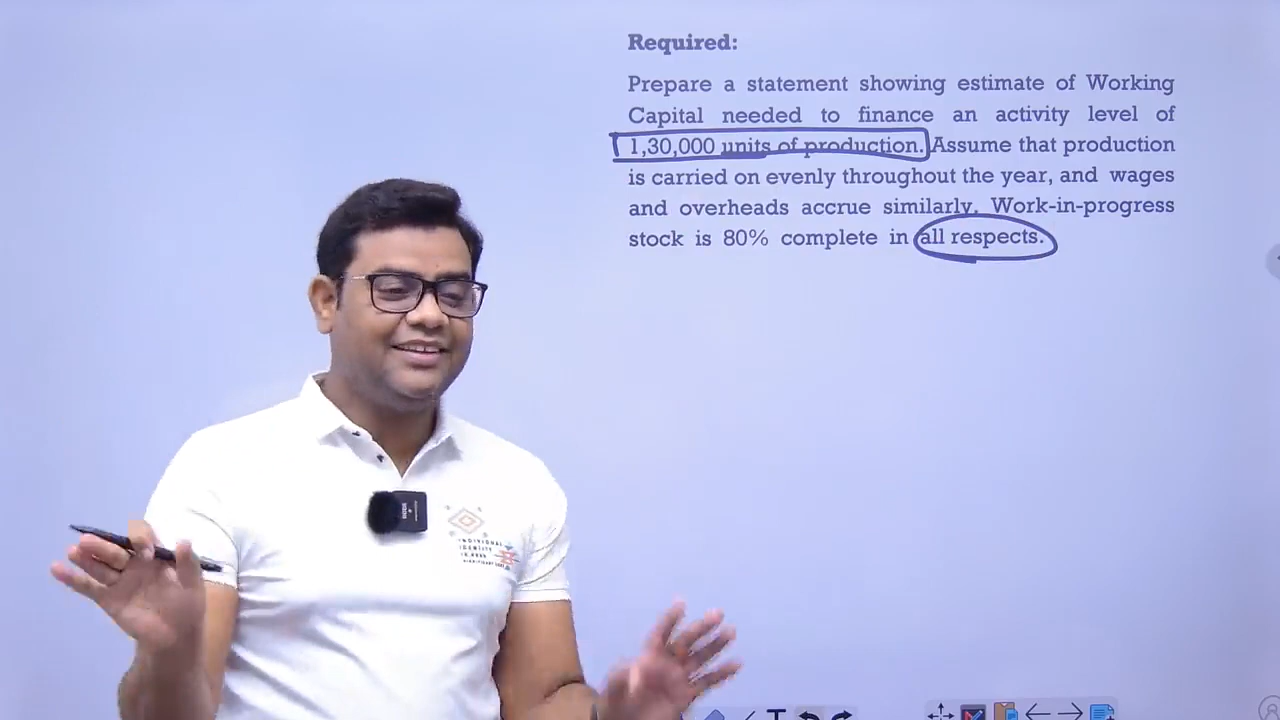 Required:
Prepare a statement showing estimate of Working
Capital needed to finance an activity level of
1,30,000 units of production. Assume that production
is carried on evenly throughout the year, and wages
and overheads accrue similarly. Work-in-progress
stock is 80% complete in all respects.
INDIVIDUAL
IDENTITY
T